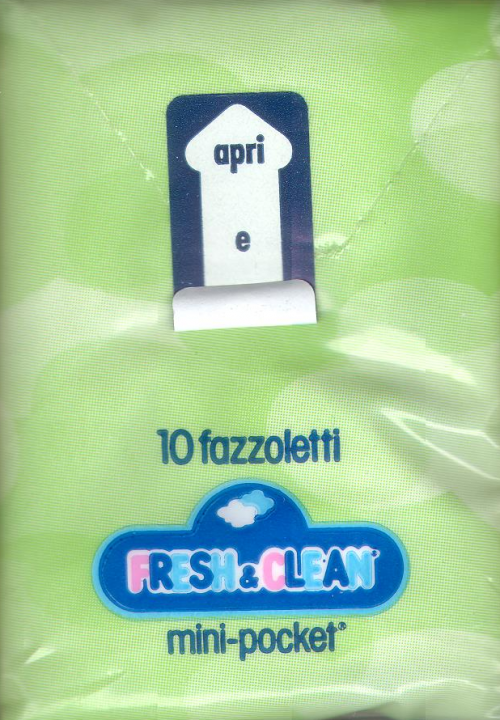 apri
e
10 fazzoletti
FRESH & CLEAN®
mini-pocket®